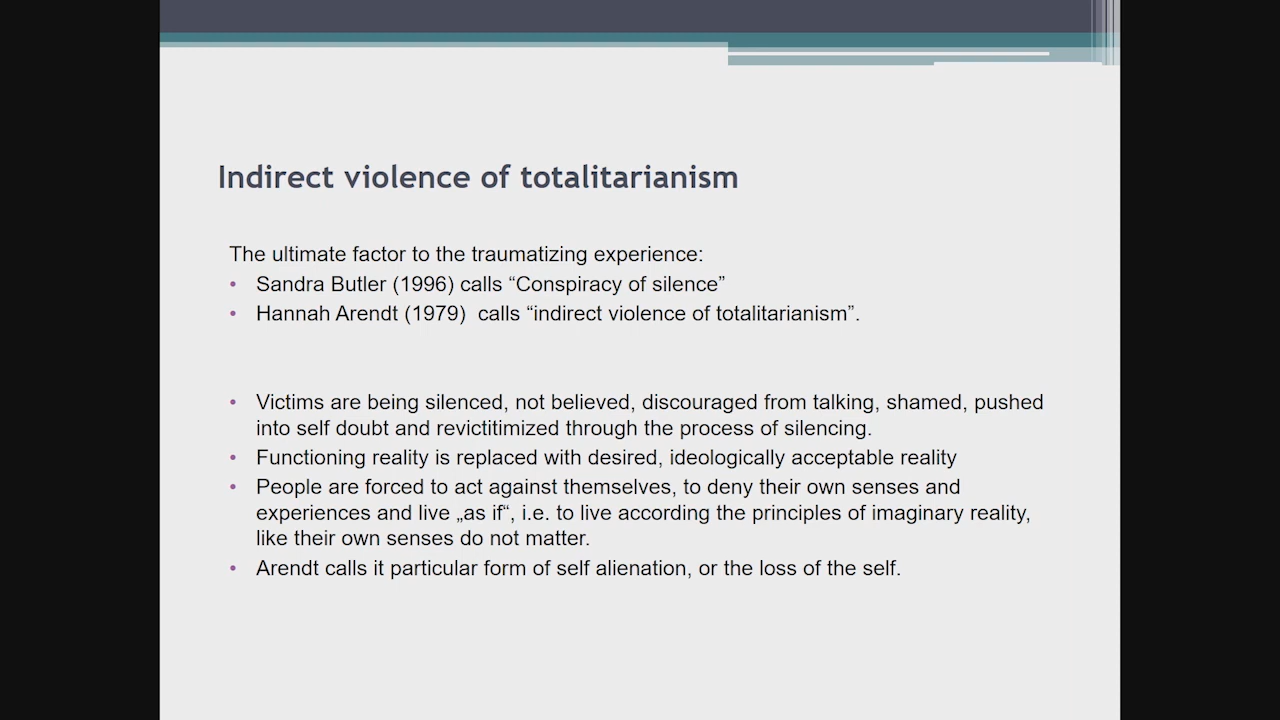 Indirect violence of totalitarianism
The ultimate factor to the traumatizing experience:
• Sandra Butler (1996) calls “Conspiracy of silence”
• Hannah Arendt (1979)  calls “indirect violence of totalitarianism”.
• Victims are being silenced, not believed, discouraged from talking, shamed, pushed
into self doubt and revictitimized through the process of silencing.
• Functioning reality is replaced with desired, ideologically acceptable reality
• People are forced to act against themselves, to deny their own senses and
experiences and live „as if“, i.e. to live according the principles of imaginary reality,
like their own senses do not matter.
• Arendt calls it particular form of self alienation, or the loss of the self.